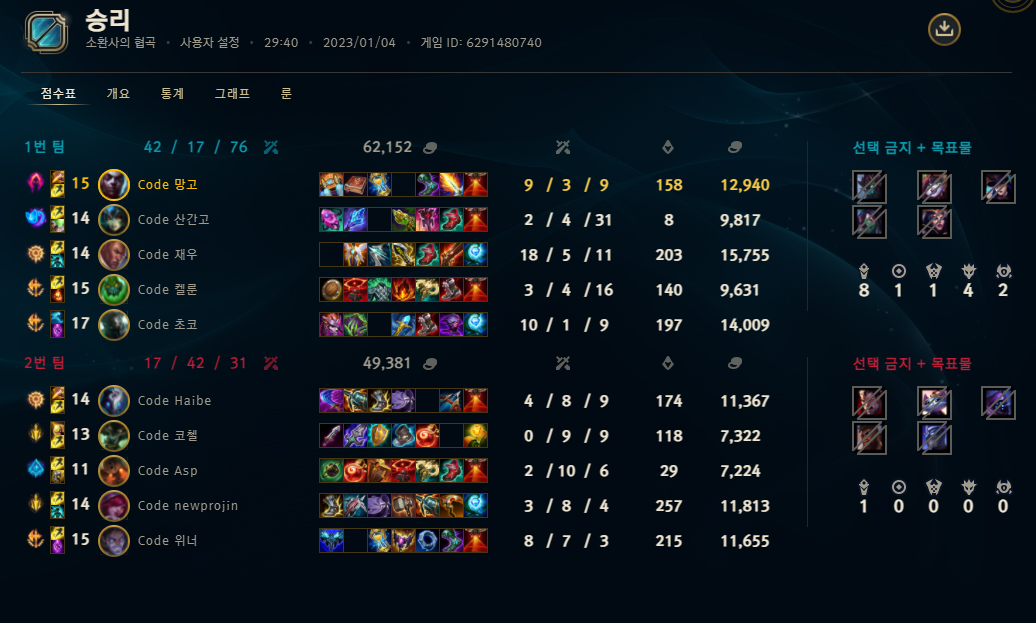 승리
소환사의 협곡 • 사용자 설정 • 29:40 • 2023/01/04 • 게임 ID: 6291480740
점수표 개요 통계 그래프 룬
1번 팀 42 / 17 / 76 62,152 선택 금지 + 목표물
15 Code 망고 9 / 3 / 9 158 12,940
14 Code 산간고 2 / 4 / 31 8 9,817
14 Code 재우 18 / 5 / 11 203 15,755
15 Code 켈룬 3 / 4 / 16 140 9,631
8 1 1 4 2
17 Code 초코 10 / 1 / 9 197 14,009
2번 팀 17 / 42 / 31 49,381 선택 금지 + 목표물
14 Code Haibe 4 / 8 / 9 174 11,367
13 Code 코첼 0 / 9 / 9 118 7,322
11 Code Asp 2 / 10 / 6 29 7,224
14 Code newprojin 3 / 8 / 4 257 11,813
1 0 0 0 0
15 Code 위너 8 / 7 / 3 215 11,655